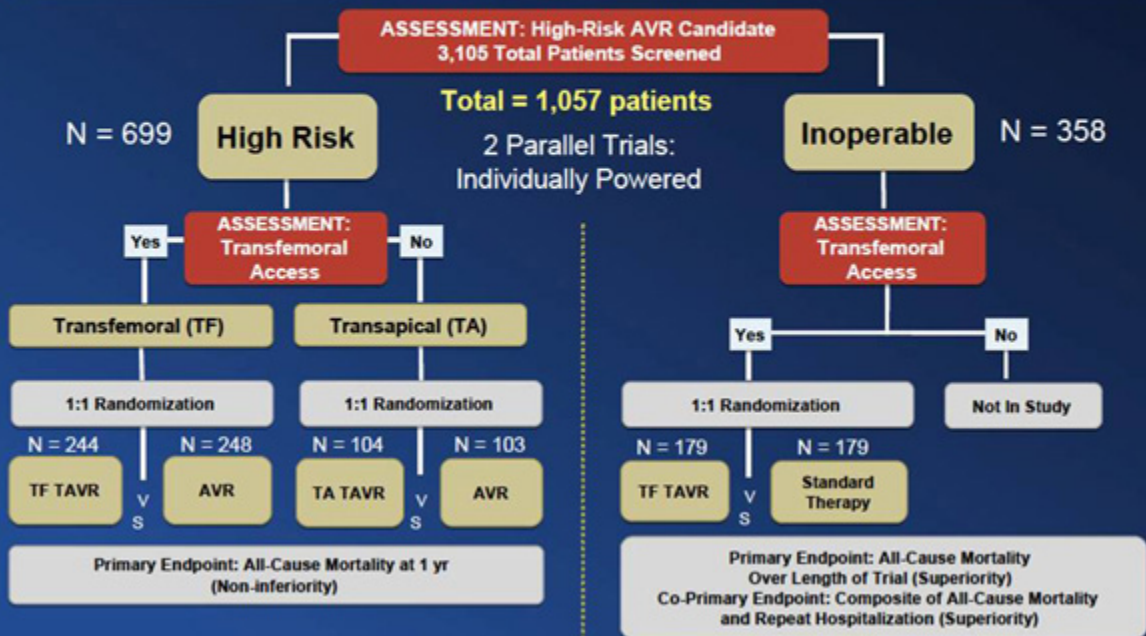 ASSESSMENT: High-Risk AVR Candidate
3,105 Total Patients Screened
Total = 1,057 patients
2 Parallel Trials:
Individually Powered
N = 699
High Risk
Inoperable
N = 358
ASSESSMENT:
Transfemoral
Access
Yes
No
Transfemoral (TF)
Transapical (TA)
1:1 Randomization
1:1 Randomization
N = 244
N = 248
N = 104
N = 103
TF TAVR
V
S
AVR
TA TAVR
V
S
AVR
Primary Endpoint: All-Cause Mortality at 1 yr
(Non-inferiority)
ASSESSMENT:
Transfemoral
Access
Yes
No
1:1 Randomization
Not In Study
N = 179
N = 179
TF TAVR
V
S
Standard
Therapy
Primary Endpoint: All-Cause Mortality
Over Length of Trial (Superiority)
Co-Primary Endpoint: Composite of All-Cause Mortality
and Repeat Hospitalization (Superiority)